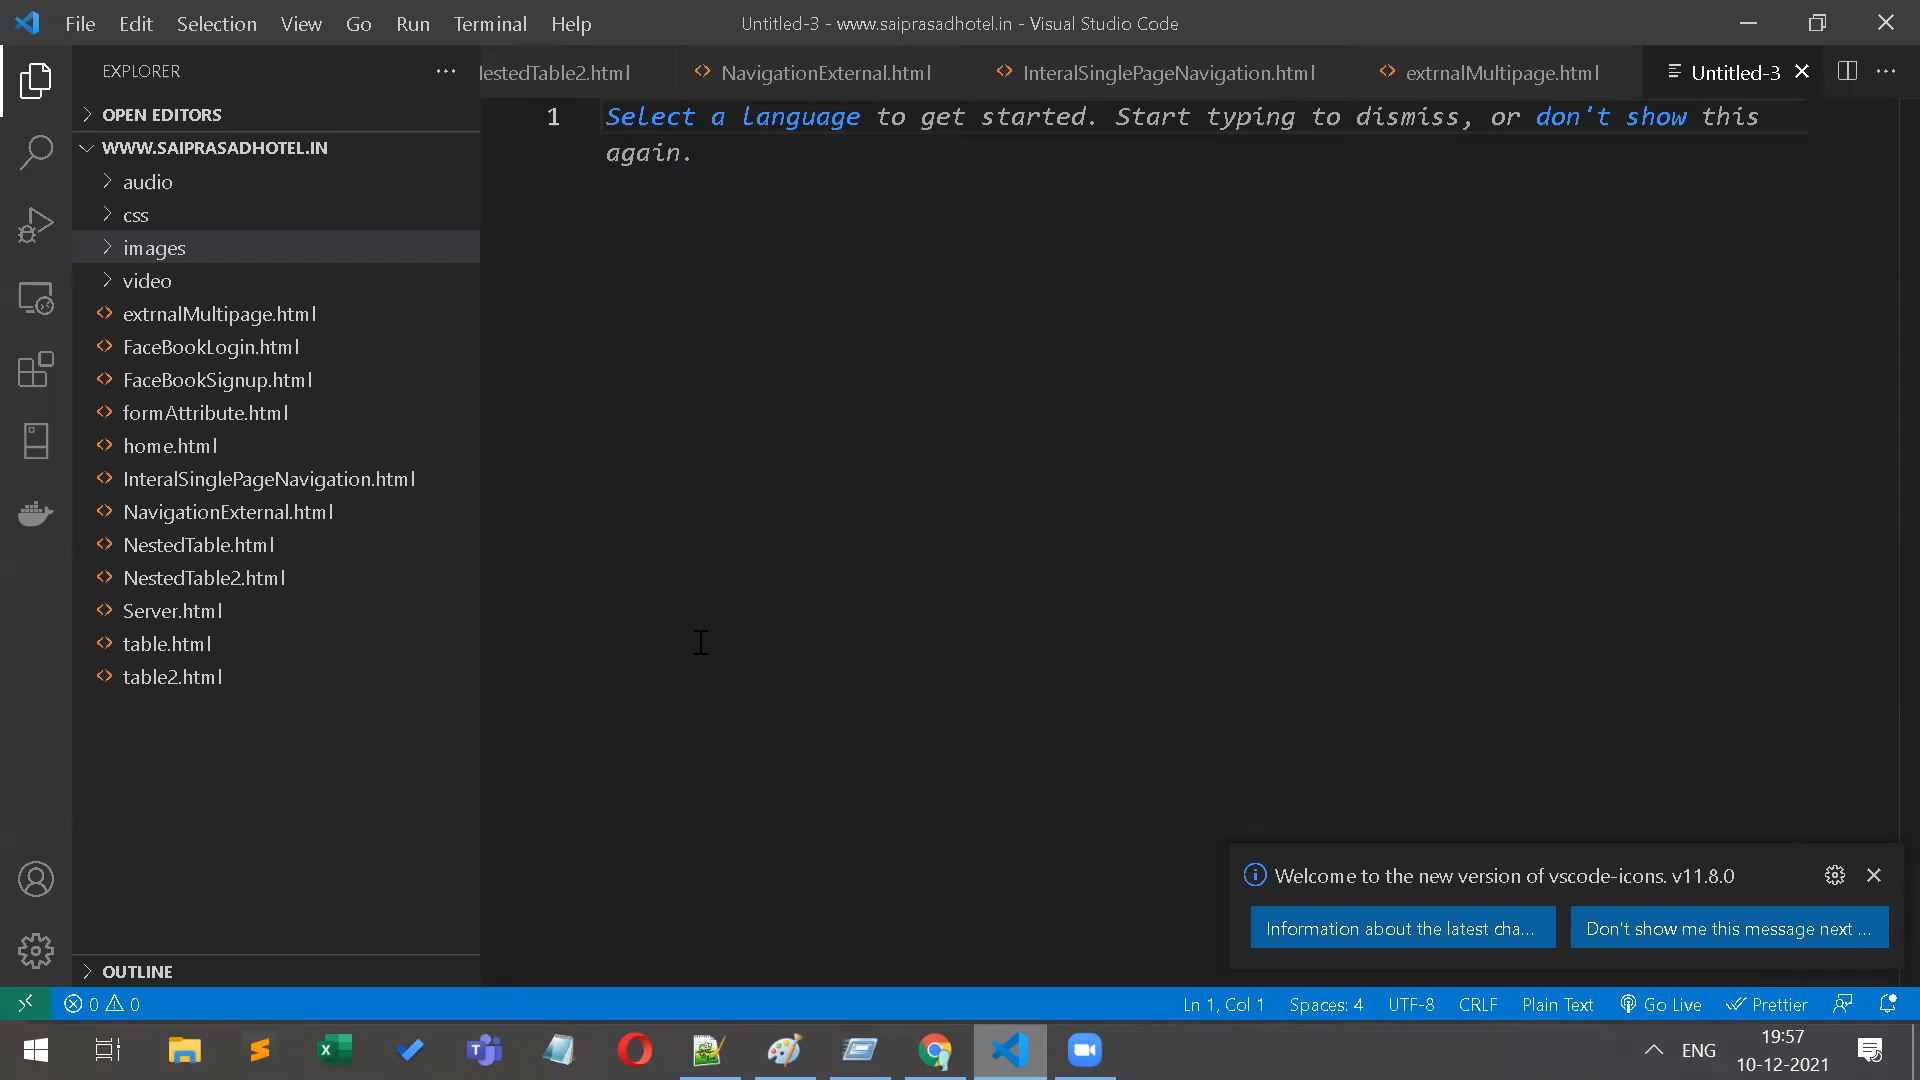 File Edit Selection View Go Run Terminal Help
Untitled-3 - www.saiprasadhotel.in - Visual Studio Code
EXPLORER
NavigationExternal.html
InteralSinglePageNavigation.html
extrnalMultipage.html
Untitled-3
OPEN EDITORS
WWW.SAIPRASADHOTEL.IN
audio
css
images
video
extrnalMultipage.html
FaceBookLogin.html
FaceBookSignup.html
formAttribute.html
home.html
InteralSinglePageNavigation.html
NavigationExternal.html
NestedTable.html
NestedTable2.html
Server.html
table.html
table2.html
OUTLINE
1
Select a language to get started. Start typing to dismiss, or don't show this
again.
Welcome to the new version of vscode-icons. v11.8.0
Information about the latest cha...
Don't show me this message next ...
0 0
Ln 1, Col 1 Spaces: 4 UTF-8 CRLF Plain Text Go Live Prettier
ENG
19:57
10-12-2021